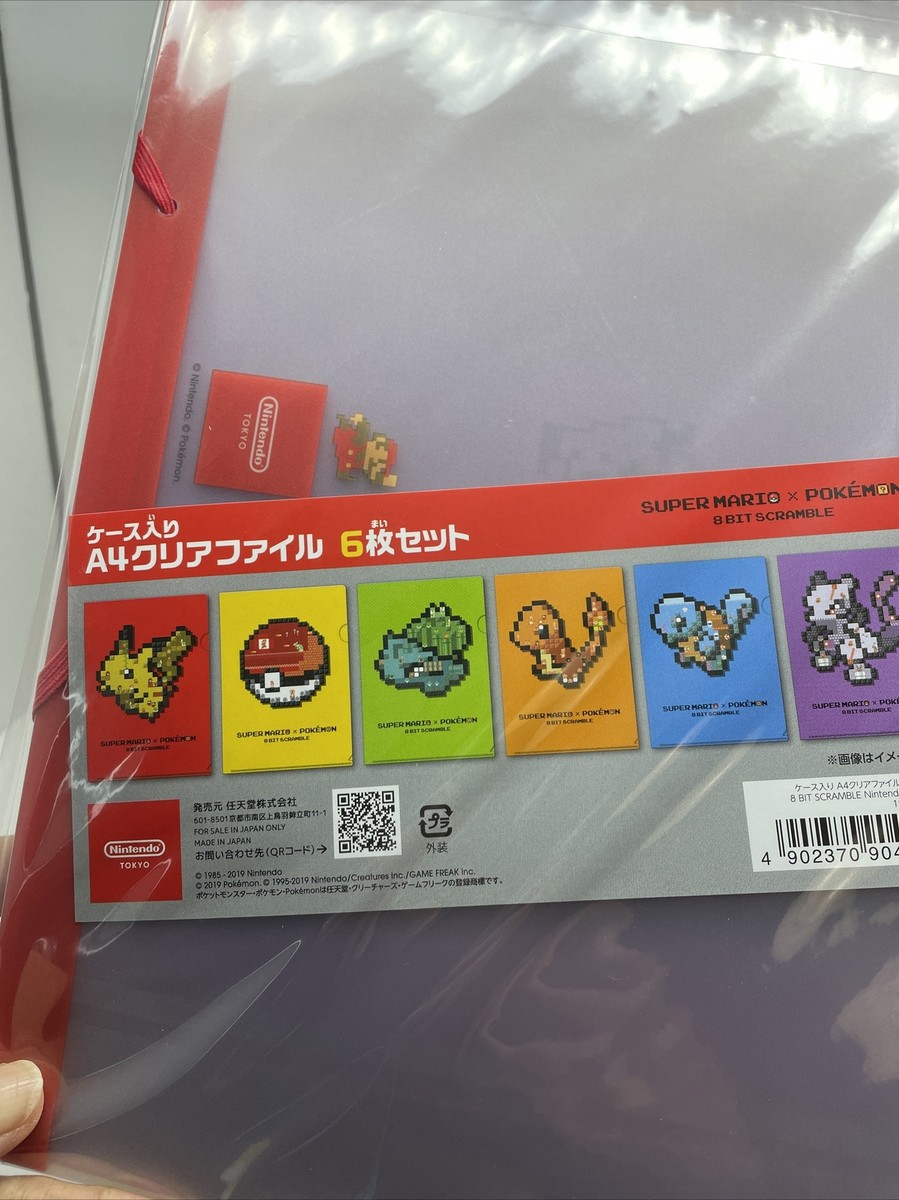 © Nintendo. © Pokémon.
Nintendo
TOKYO
ケース入り
い
A4クリアファイル 6枚セット
まい
SUPER MARIO × POKÉMON
8 BIT SCRAMBLE
SUPER MARIO × POKÉMON
8 BIT SCRAMBLE
SUPER MARIO × POKÉMON
8 BIT SCRAMBLE
SUPER MARIO × POKÉMON
8 BIT SCRAMBLE
SUPER MARIO × POKÉMON
8 BIT SCRAMBLE
SUPER MARIO × POKÉMON
8 BIT SCRAMBLE
SUPER MARIO × POKÉ
8 BIT SCRAMBLE
※画像はイメー
Nintendo
TOKYO
発売元 任天堂株式会社
601-8501京都市南区上鳥羽鉾立町11-1
FOR SALE IN JAPAN ONLY
MADE IN JAPAN
お問い合わせ先(QRコード)→
プラ
外装
© 1985 - 2019 Nintendo
© 2019 Pokémon. © 1995-2019 Nintendo/Creatures Inc./GAME FREAK inc.
ポケットモンスター・ポケモン・Pokémonは任天堂・クリーチャーズ・ゲームフリークの登録商標です。
ケース入り A4クリアファイル
8 BIT SCRAMBLE Nintend
4 902370 904